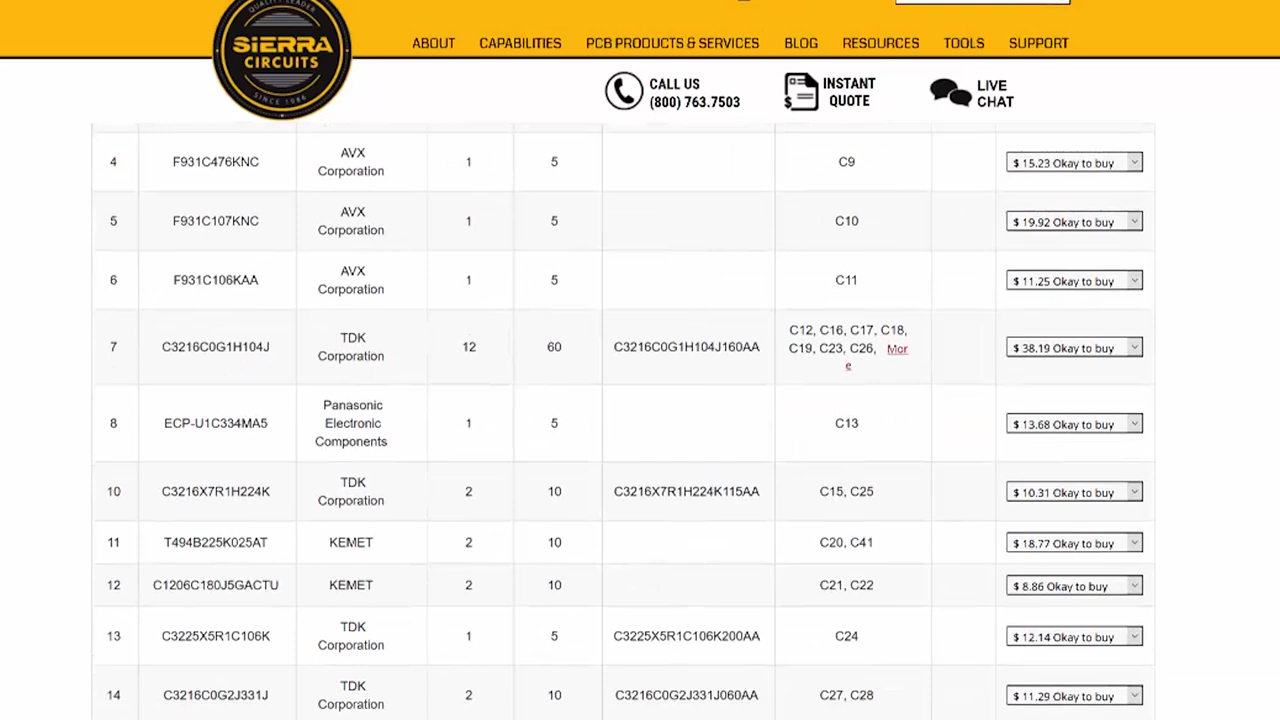 QUALITY LEADER
SIERRA
CIRCUITS
SINCE 1986
ABOUT CAPABILITIES PCB PRODUCTS & SERVICES BLOG RESOURCES TOOLS SUPPORT
CALL US
(800) 763.7503
INSTANT
QUOTE
LIVE
CHAT
4 F931C476KNC AVX Corporation 1 5 C9 $ 15.23 Okay to buy
5 F931C107KNC AVX Corporation 1 5 C10 $ 19.92 Okay to buy
6 F931C106KAA AVX Corporation 1 5 C11 $ 11.25 Okay to buy
7 C3216C0G1H104J TDK Corporation 12 60 C3216C0G1H104J160AA C12, C16, C17, C18, C19, C23, C26, More $ 38.19 Okay to buy
8 ECP-U1C334MA5 Panasonic Electronic Components 1 5 C13 $ 13.68 Okay to buy
10 C3216X7R1H224K TDK Corporation 2 10 C3216X7R1H224K115AA C15, C25 $ 10.31 Okay to buy
11 T494B225K025AT KEMET 2 10 C20, C41 $ 18.77 Okay to buy
12 C1206C180J5GACTU KEMET 2 10 C21, C22 $ 8.86 Okay to buy
13 C3225X5R1C106K TDK Corporation 1 5 C3225X5R1C106K200AA C24 $ 12.14 Okay to buy
14 C3216C0G2J331J TDK Corporation 2 10 C3216C0G2J331J060AA C27, C28 $ 11.29 Okay to buy